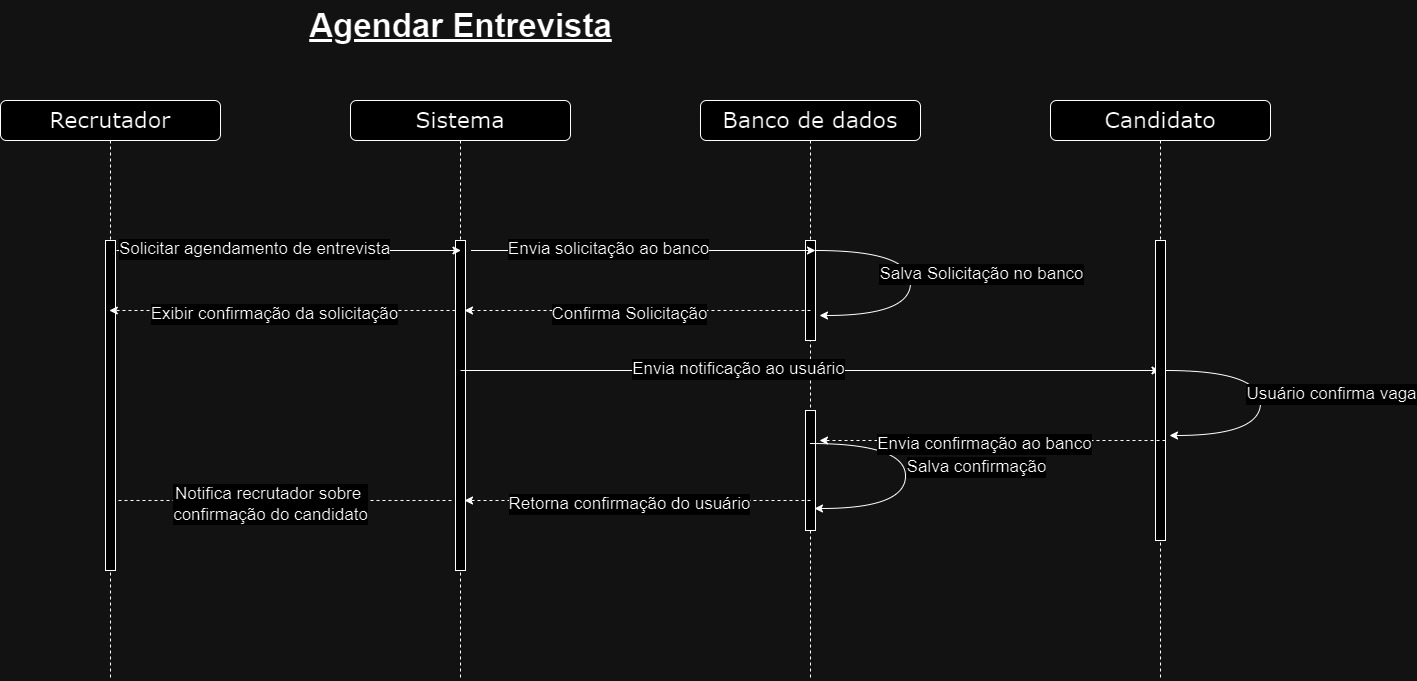 Agendar Entrevista
Recrutador
Sistema
Banco de dados
Candidato
Solicitar agendamento de entrevista
Envia solicitação ao banco
Salva Solicitação no banco
Exibir confirmação da solicitação
Confirma Solicitação
Envia notificação ao usuário
Usuário confirma vaga
Envia confirmação ao banco
Salva confirmação
Notifica recrutador sobre
confirmação do candidato
Retorna confirmação do usuário